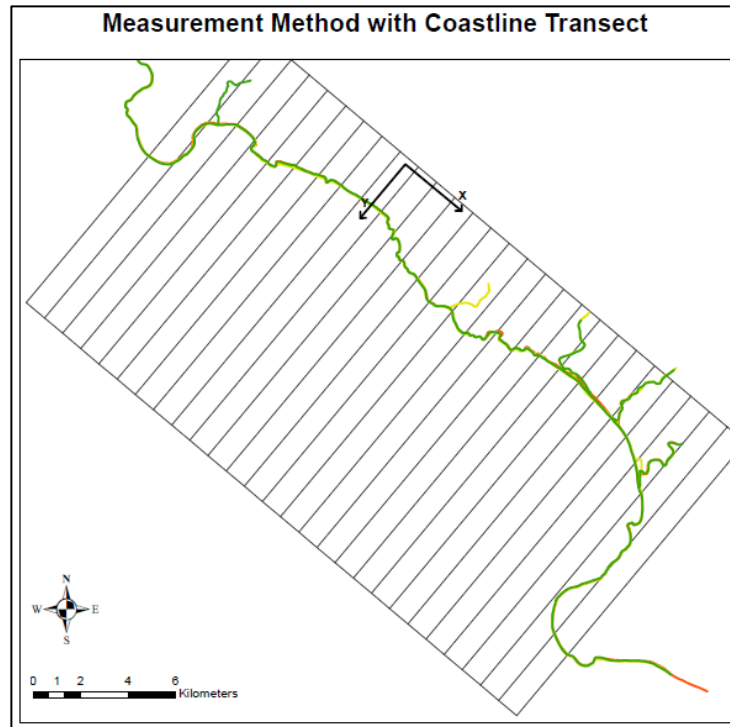 Measurement Method with Coastline Transect
X
Y
N
W E
S
0 1 2 4 6
Kilometers